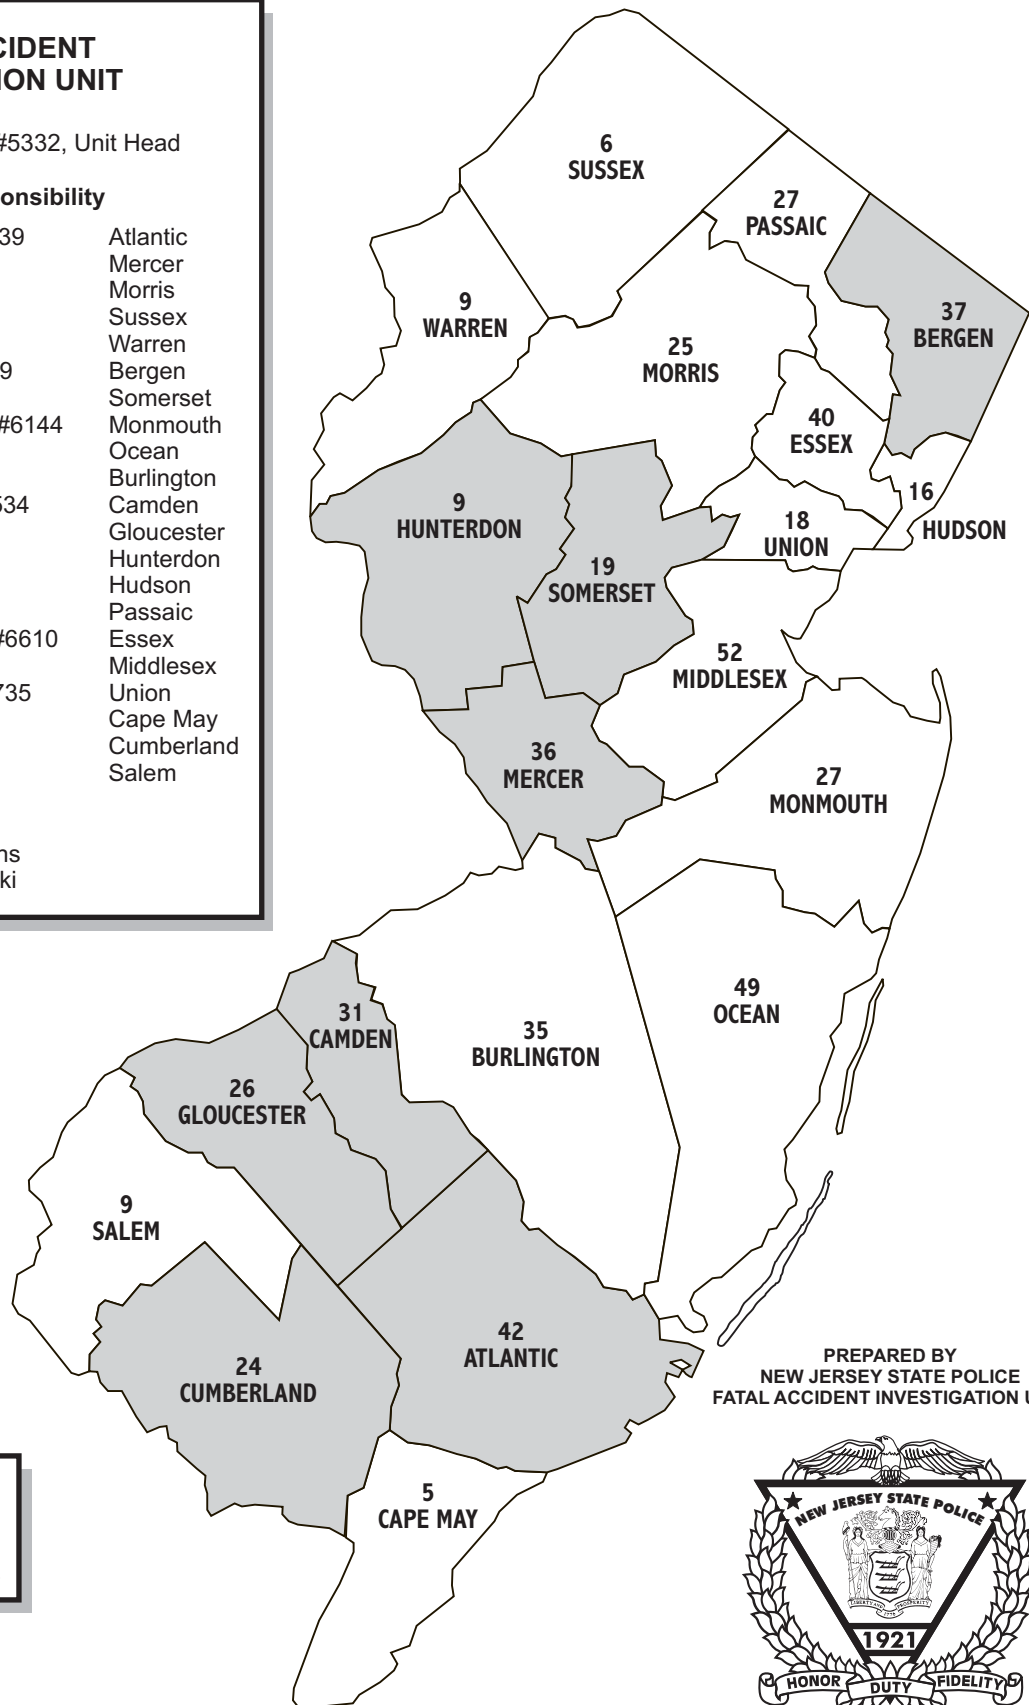 CIDENT
ION UNIT
#5332, Unit Head
onsibility
39 Atlantic
Mercer
Morris
Sussex
Warren
9 Bergen
Somerset
#6144 Monmouth
Ocean
Burlington
534 Camden
Gloucester
Hunterdon
Hudson
Passaic
#6610 Essex
Middlesex
735 Union
Cape May
Cumberland
Salem
ns
ki
6
SUSSEX
27
PASSAIC
37
BERGEN
9
WARREN
25
MORRIS
40
ESSEX
16
HUDSON
9
HUNTERDON
18
UNION
19
SOMERSET
52
MIDDLESEX
36
MERCER
27
MONMOUTH
49
OCEAN
31
CAMDEN
35
BURLINGTON
26
GLOUCESTER
9
SALEM
42
ATLANTIC
24
CUMBERLAND
5
CAPE MAY
PREPARED BY
NEW JERSEY STATE POLICE
FATAL ACCIDENT INVESTIGATION U
NEW JERSEY STATE POLICE
LIBERTY AND PROSPERITY
1776
1921
HONOR DUTY FIDELITY